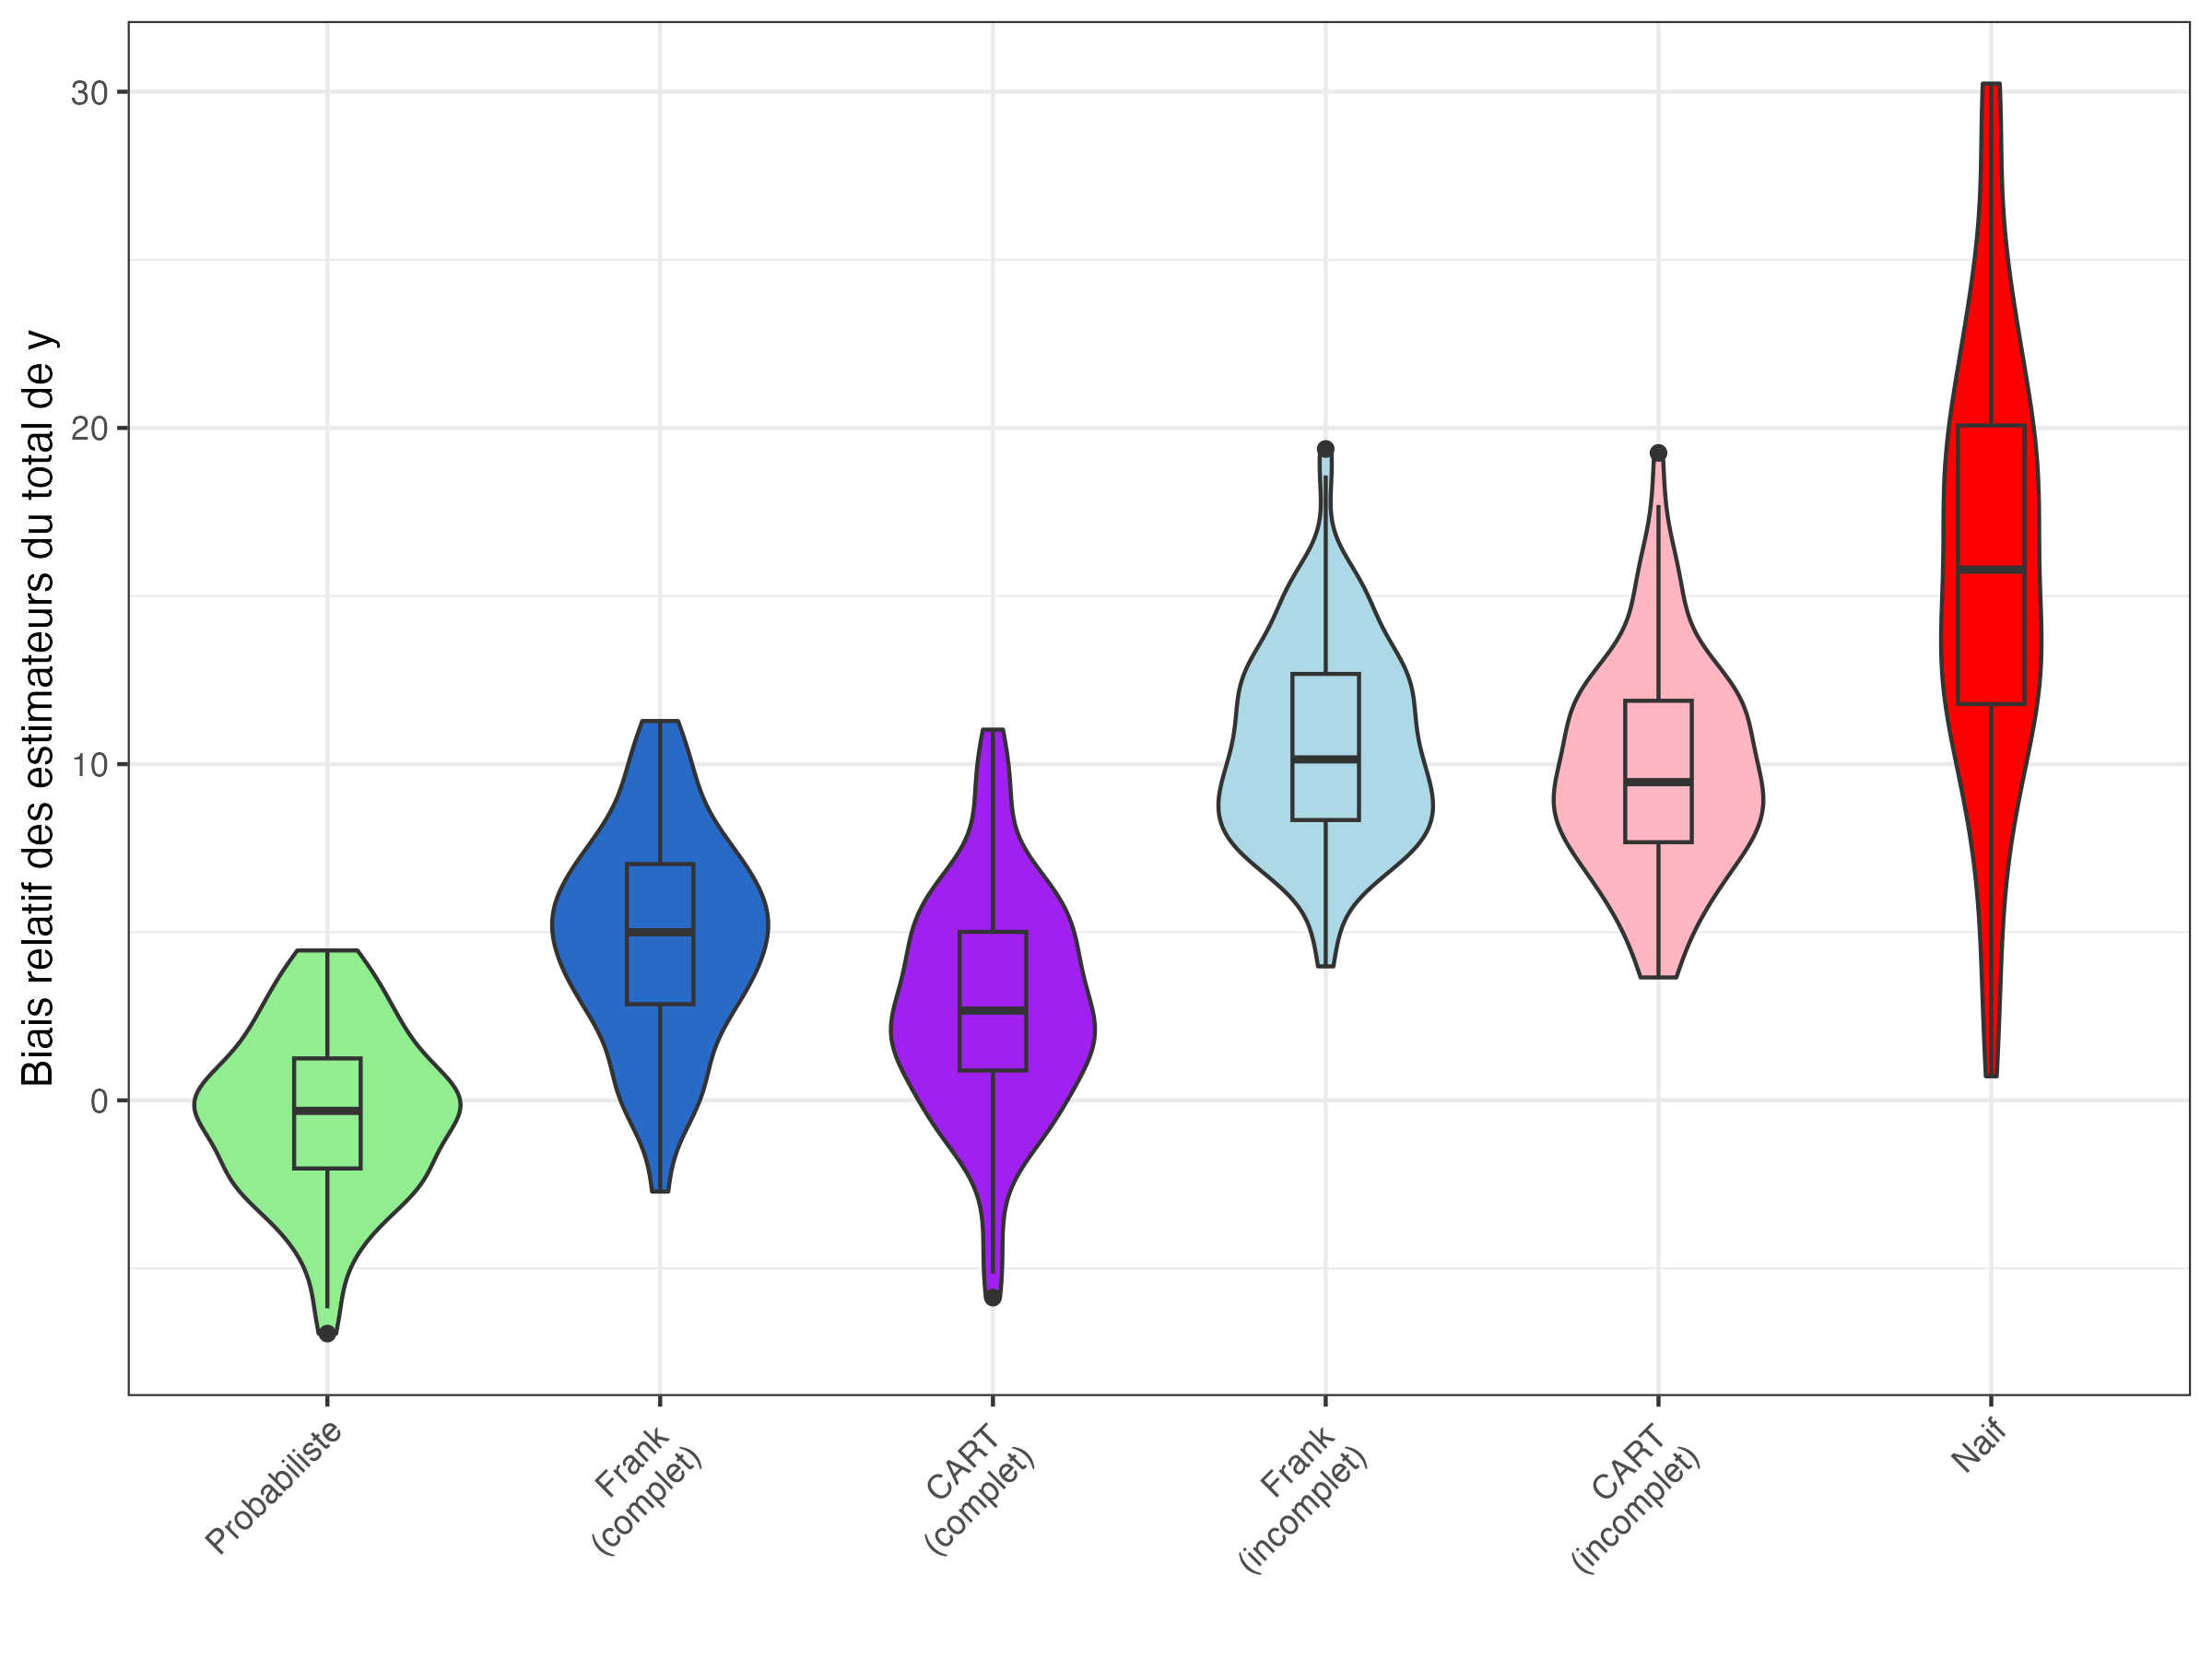 Biais relatif des estimateurs du total de y
30
20
10
0
Probabiliste
Frank
(complet)
CART
(complet)
Frank
(incomplet)
CART
(incomplet)
Naif